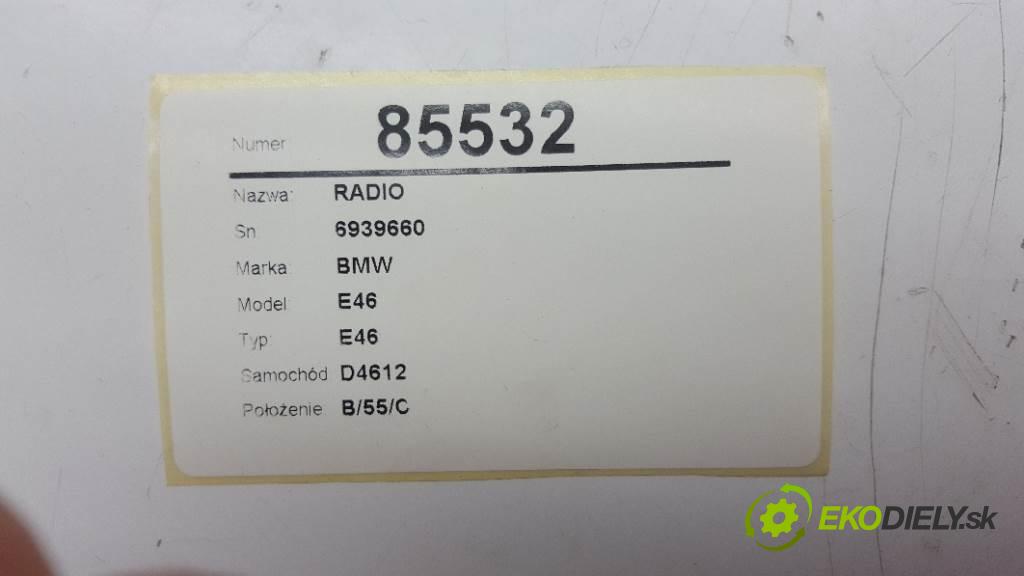 Numer 85532
Nazwa: RADIO
Sn 6939660
Marka: BMW
Model: E46
Typ: E46
Samochód D4612
Położenie B/55/C
EKODIELY.sk